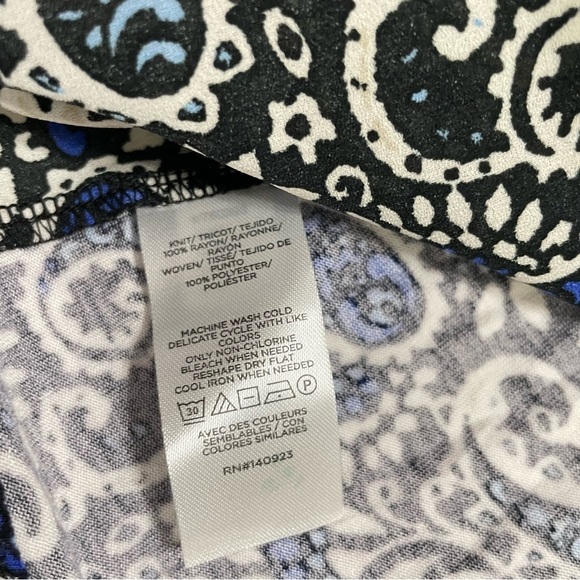 KNIT/ TRICOT/ TEJIDO
100% RAYON/ RAYONNE/
RAYON
WOVEN/ TISSÉ/ TEJIDO DE
PUNTO
100% POLYESTER/
POLIÉSTER
MACHINE WASH COLD
DELICATE CYCLE WITH LIKE
COLORS
ONLY NON-CHLORINE
BLEACH WHEN NEEDED
RESHAPE DRY FLAT
COOL IRON WHEN NEEDED
30 P
AVEC DES COULEURS
SEMBLABLES/ CON
COLORES SIMILARES
RN#140923